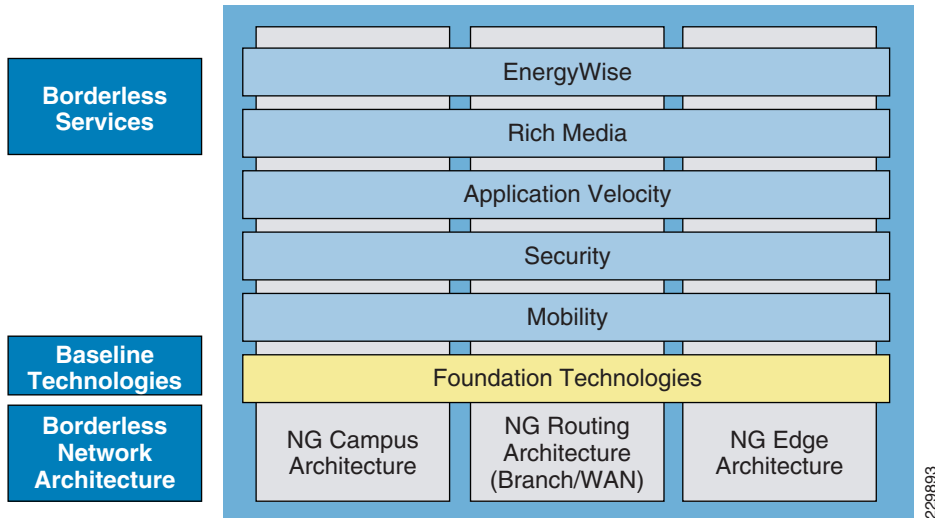 Borderless
Services
EnergyWise
Rich Media
Application Velocity
Security
Mobility
Baseline
Technologies
Foundation Technologies
Borderless
Network
Architecture
NG Campus
Architecture
NG Routing
Architecture
(Branch/WAN)
NG Edge
Architecture
229893